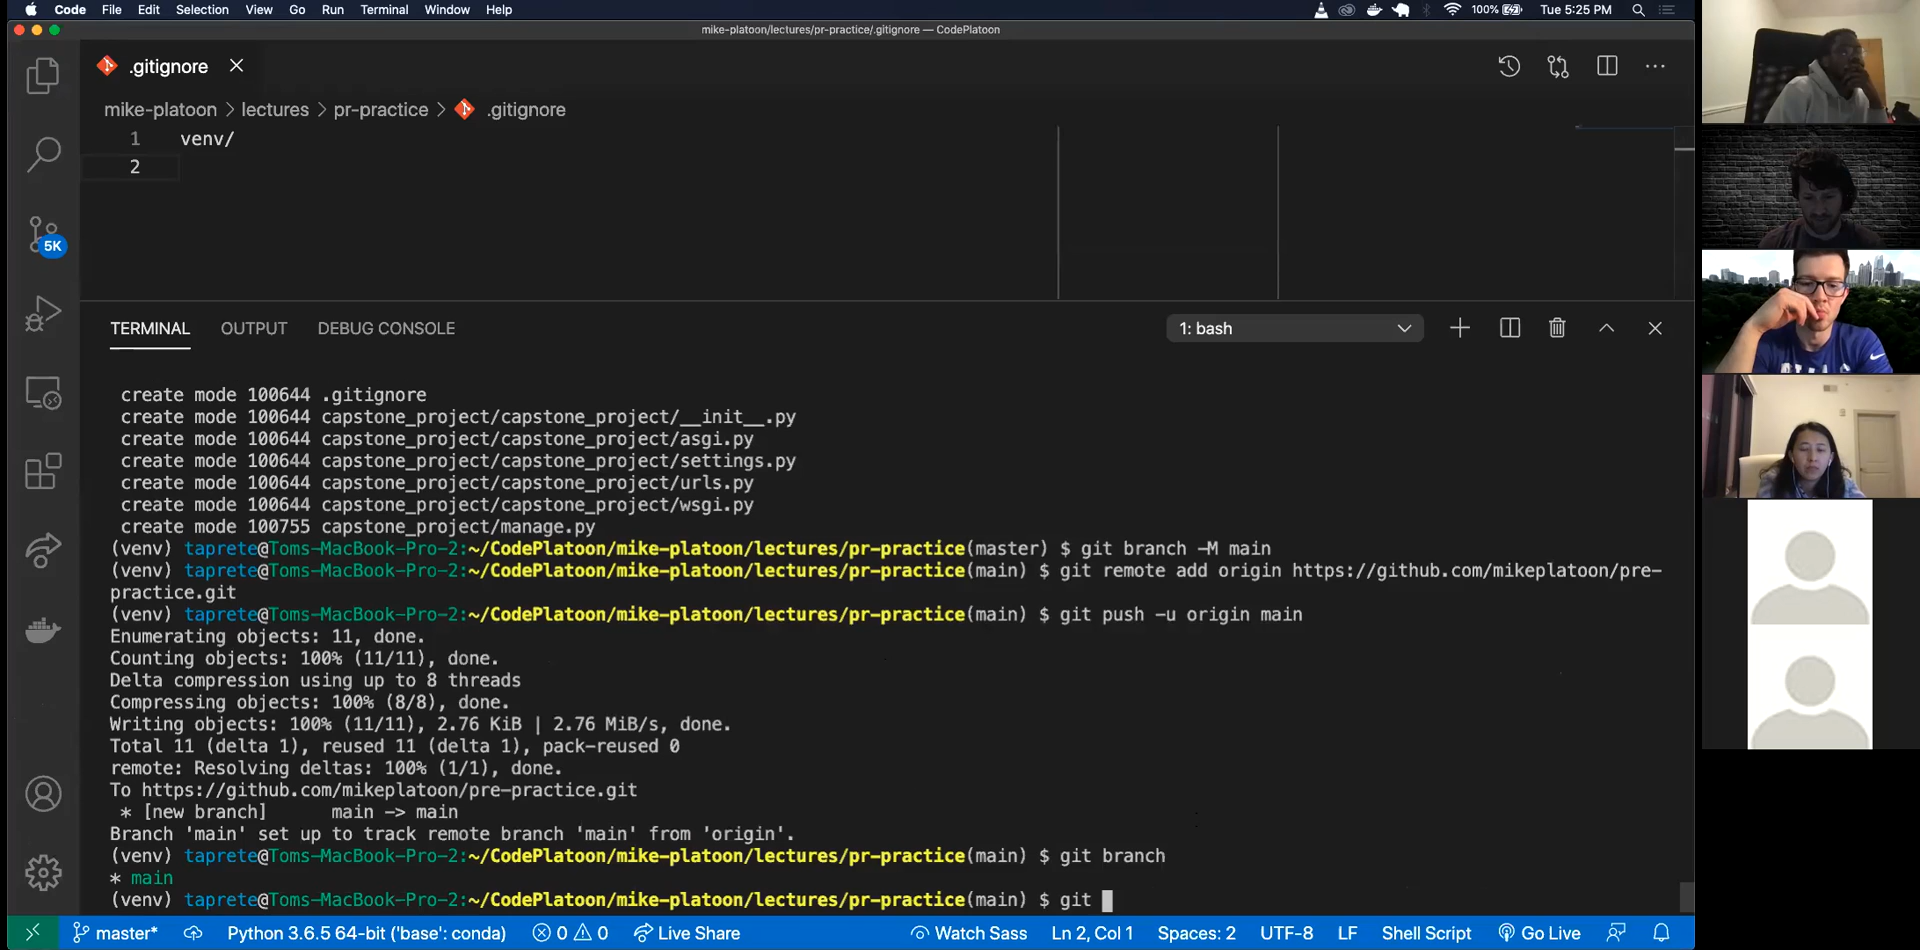 Code File Edit Selection View Go Run Terminal Window Help 100% Tue 5:25 PM
mike-platoon/lectures/pr-practice/.gitignore — CodePlatoon
.gitignore
mike-platoon > lectures > pr-practice > .gitignore
1 venv/
2
5K
TERMINAL OUTPUT DEBUG CONSOLE 1: bash
create mode 100644 .gitignore
create mode 100644 capstone_project/capstone_project/__init__.py
create mode 100644 capstone_project/capstone_project/asgi.py
create mode 100644 capstone_project/capstone_project/settings.py
create mode 100644 capstone_project/capstone_project/urls.py
create mode 100644 capstone_project/capstone_project/wsgi.py
create mode 100755 capstone_project/manage.py
(venv) taprete@Toms-MacBook-Pro-2:~/CodePlatoon/mike-platoon/lectures/pr-practice(master) $ git branch -M main
(venv) taprete@Toms-MacBook-Pro-2:~/CodePlatoon/mike-platoon/lectures/pr-practice(main) $ git remote add origin https://github.com/mikeplatoon/pre-
practice.git
(venv) taprete@Toms-MacBook-Pro-2:~/CodePlatoon/mike-platoon/lectures/pr-practice(main) $ git push -u origin main
Enumerating objects: 11, done.
Counting objects: 100% (11/11), done.
Delta compression using up to 8 threads
Compressing objects: 100% (8/8), done.
Writing objects: 100% (11/11), 2.76 KiB | 2.76 MiB/s, done.
Total 11 (delta 1), reused 11 (delta 1), pack-reused 0
remote: Resolving deltas: 100% (1/1), done.
To https://github.com/mikeplatoon/pre-practice.git
* [new branch] main -> main
Branch 'main' set up to track remote branch 'main' from 'origin'.
(venv) taprete@Toms-MacBook-Pro-2:~/CodePlatoon/mike-platoon/lectures/pr-practice(main) $ git branch
* main
(venv) taprete@Toms-MacBook-Pro-2:~/CodePlatoon/mike-platoon/lectures/pr-practice(main) $ git
master* Python 3.6.5 64-bit ('base': conda) 0 0 Live Share Watch Sass Ln 2, Col 1 Spaces: 2 UTF-8 LF Shell Script Go Live